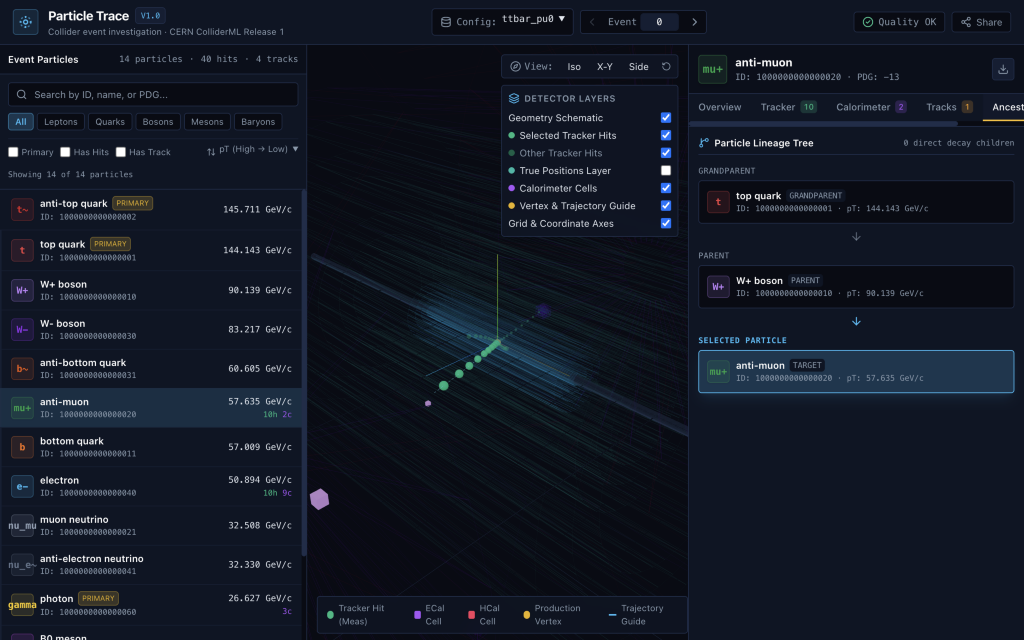 Particle Trace V1.0
Collider event investigation · CERN ColliderML Release 1
Config: ttbar_pu0 ▼
Event 0
Quality OK
Share
Event Particles
14 particles · 40 hits · 4 tracks
Search by ID, name, or PDG...
All Leptons Quarks Bosons Mesons Baryons
Primary Has Hits Has Track
pT (High → Low) ▼
Showing 14 of 14 particles
t~ anti-top quark PRIMARY 145.711 GeV/c
ID: 1000000000000002
t top quark PRIMARY 144.143 GeV/c
ID: 1000000000000001
W+ W+ boson 90.139 GeV/c
ID: 1000000000000010
W- W- boson 83.217 GeV/c
ID: 1000000000000030
b~ anti-bottom quark 60.605 GeV/c
ID: 1000000000000031
mu+ anti-muon 57.635 GeV/c
ID: 1000000000000020 10h 2c
b bottom quark 57.009 GeV/c
ID: 1000000000000011
e- electron 50.894 GeV/c
ID: 1000000000000040 10h 9c
nu_mu muon neutrino 32.508 GeV/c
ID: 1000000000000021
nu_e~ anti-electron neutrino 32.330 GeV/c
ID: 1000000000000041
gamma photon PRIMARY 26.627 GeV/c
ID: 1000000000000060 3c
B0 meson
View: Iso X-Y Side
DETECTOR LAYERS
Geometry Schematic
Selected Tracker Hits
Other Tracker Hits
True Positions Layer
Calorimeter Cells
Vertex & Trajectory Guide
Grid & Coordinate Axes
Tracker Hit (Meas)
ECal Cell
HCal Cell
Production Vertex
Trajectory Guide
mu+ anti-muon
ID: 1000000000000020 · PDG: -13
Overview Tracker 10 Calorimeter 2 Tracks 1 Ancest
Particle Lineage Tree
0 direct decay children
GRANDPARENT
t top quark GRANDPARENT
ID: 1000000000000001 · pT: 144.143 GeV/c
PARENT
W+ W+ boson PARENT
ID: 1000000000000010 · pT: 90.139 GeV/c
SELECTED PARTICLE
mu+ anti-muon TARGET
ID: 1000000000000020 · pT: 57.635 GeV/c